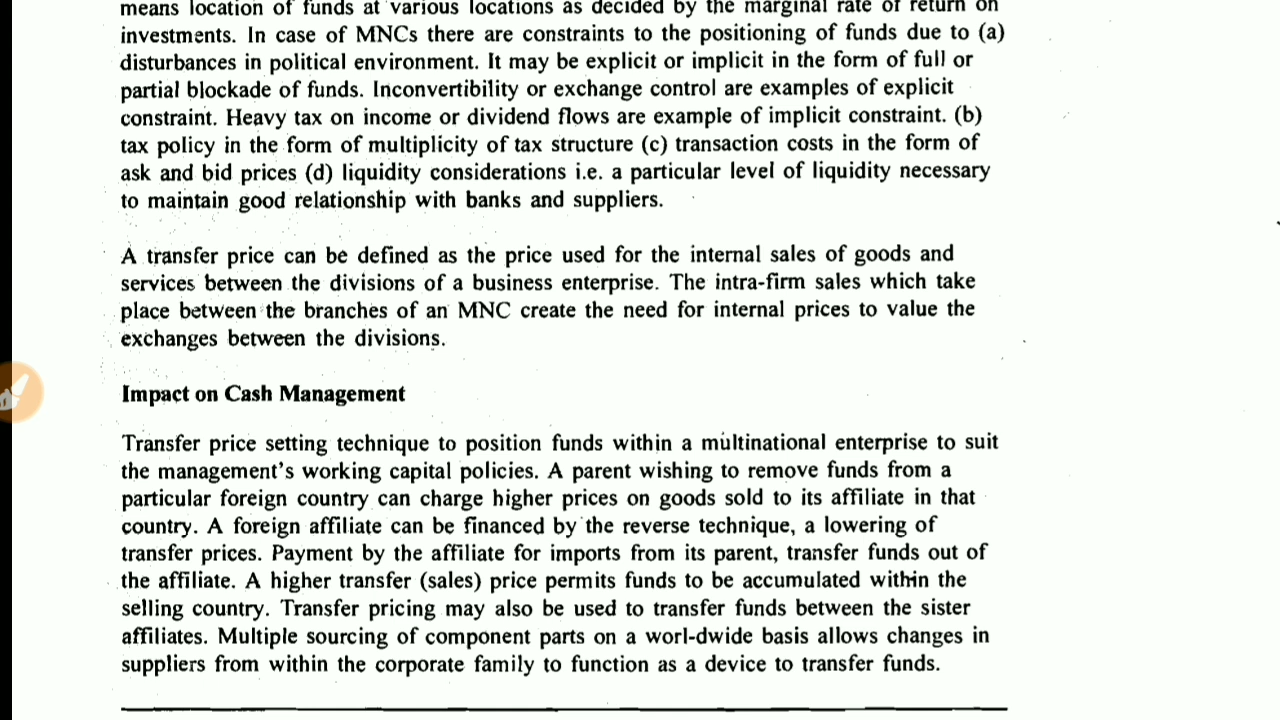 means location of funds at various locations as decided by the marginal rate of return on
investments. In case of MNCs there are constraints to the positioning of funds due to (a)
disturbances in political environment. It may be explicit or implicit in the form of full or
partial blockade of funds. Inconvertibility or exchange control are examples of explicit
constraint. Heavy tax on income or dividend flows are example of implicit constraint. (b)
tax policy in the form of multiplicity of tax structure (c) transaction costs in the form of
ask and bid prices (d) liquidity considerations i.e. a particular level of liquidity necessary
to maintain good relationship with banks and suppliers.
A transfer price can be defined as the price used for the internal sales of goods and
services between the divisions of a business enterprise. The intra-firm sales which take
place between the branches of an MNC create the need for internal prices to value the
exchanges between the divisions.
Impact on Cash Management
Transfer price setting technique to position funds within a multinational enterprise to suit
the management's working capital policies. A parent wishing to remove funds from a
particular foreign country can charge higher prices on goods sold to its affiliate in that
country. A foreign affiliate can be financed by the reverse technique, a lowering of
transfer prices. Payment by the affiliate for imports from its parent, transfer funds out of
the affiliate. A higher transfer (sales) price permits funds to be accumulated within the
selling country. Transfer pricing may also be used to transfer funds between the sister
affiliates. Multiple sourcing of component parts on a worl-dwide basis allows changes in
suppliers from within the corporate family to function as a device to transfer funds.